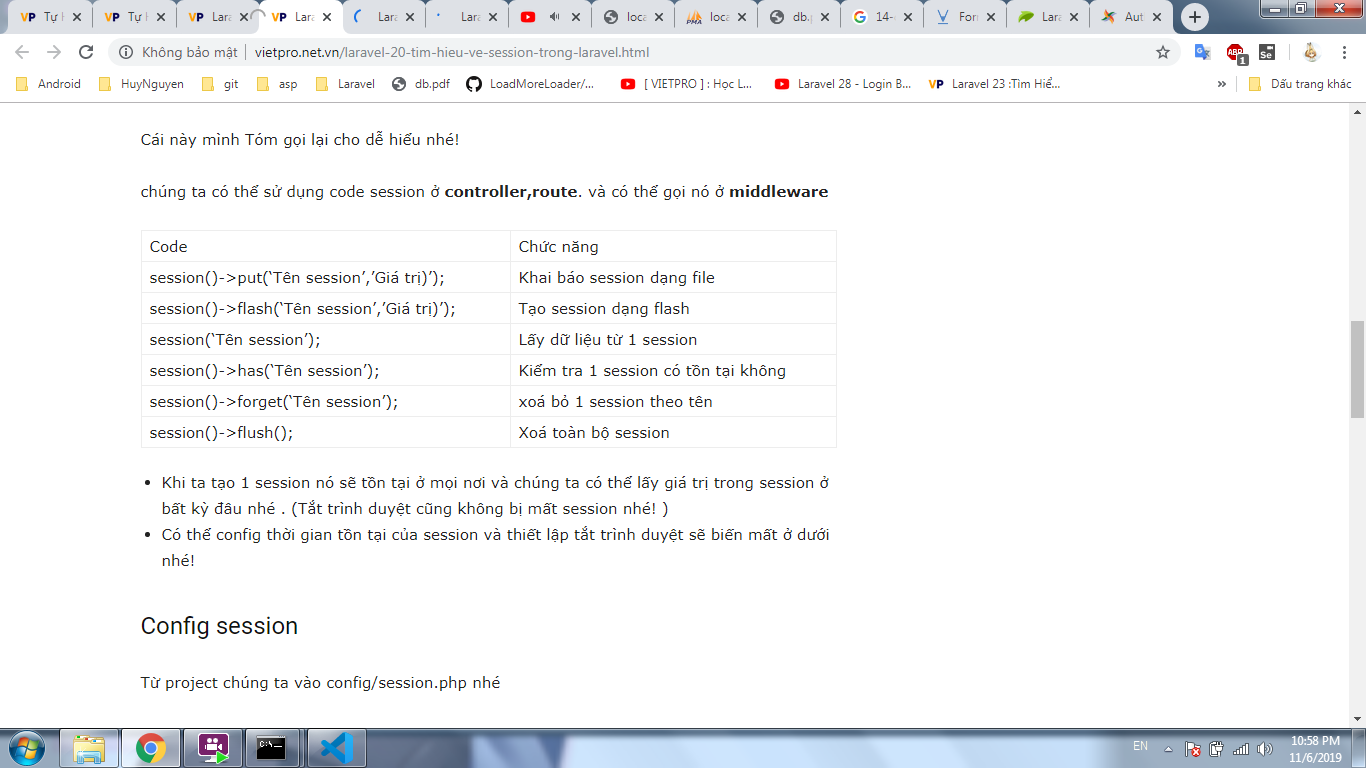 Tự H
Tự H
Lara
Lara
Lara
Lara
loca
loca
db.p
14-
For
Lara
Aut
Không bảo mật | vietpro.net.vn/laravel-20-tim-hieu-ve-session-trong-laravel.html
ABP
1
Se
Android
HuyNguyen
git
asp
Laravel
db.pdf
LoadMoreLoader/...
[ VIETPRO ] : Học L...
Laravel 28 - Login B...
VP
Laravel 23 :Tìm Hiể...
»
Dấu trang khác
Cái này mình Tóm gọi lại cho dễ hiểu nhé!
chúng ta có thể sử dụng code session ở controller,route. và có thể gọi nó ở middleware
Code
Chức năng
session()->put(‘Tên session’,’Giá trị)’);
Khai báo session dạng file
session()->flash(‘Tên session’,’Giá trị)’);
Tạo session dạng flash
session(‘Tên session’);
Lấy dữ liệu từ 1 session
session()->has(‘Tên session’);
Kiểm tra 1 session có tồn tại không
session()->forget(‘Tên session’);
xoá bỏ 1 session theo tên
session()->flush();
Xoá toàn bộ session
Khi ta tạo 1 session nó sẽ tồn tại ở mọi nơi và chúng ta có thể lấy giá trị trong session ở
bất kỳ đâu nhé . (Tắt trình duyệt cũng không bị mất session nhé! )
Có thể config thời gian tồn tại của session và thiết lập tắt trình duyệt sẽ biến mất ở dưới
nhé!
Config session
Từ project chúng ta vào config/session.php nhé
EN
10:58 PM
11/6/2019